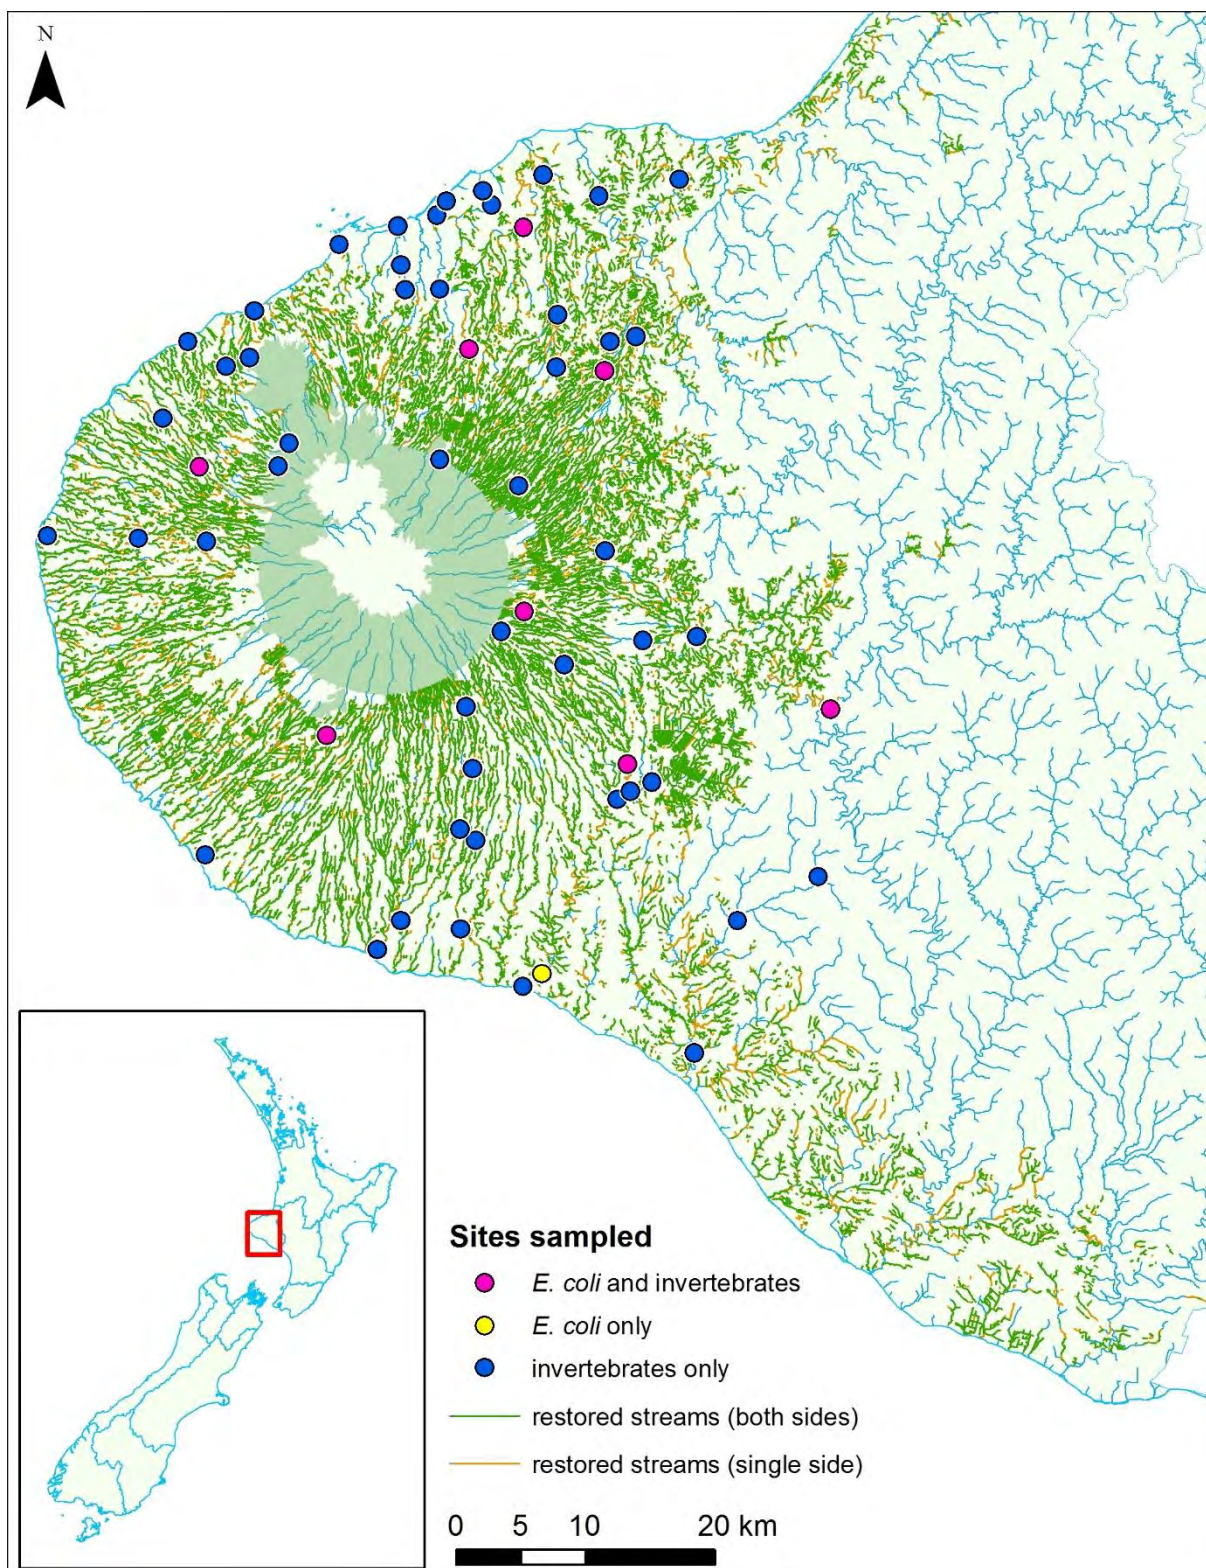 N
Sites sampled
E. coli and invertebrates
E. coli only
invertebrates only
restored streams (both sides)
restored streams (single side)
0 5 10 20 km